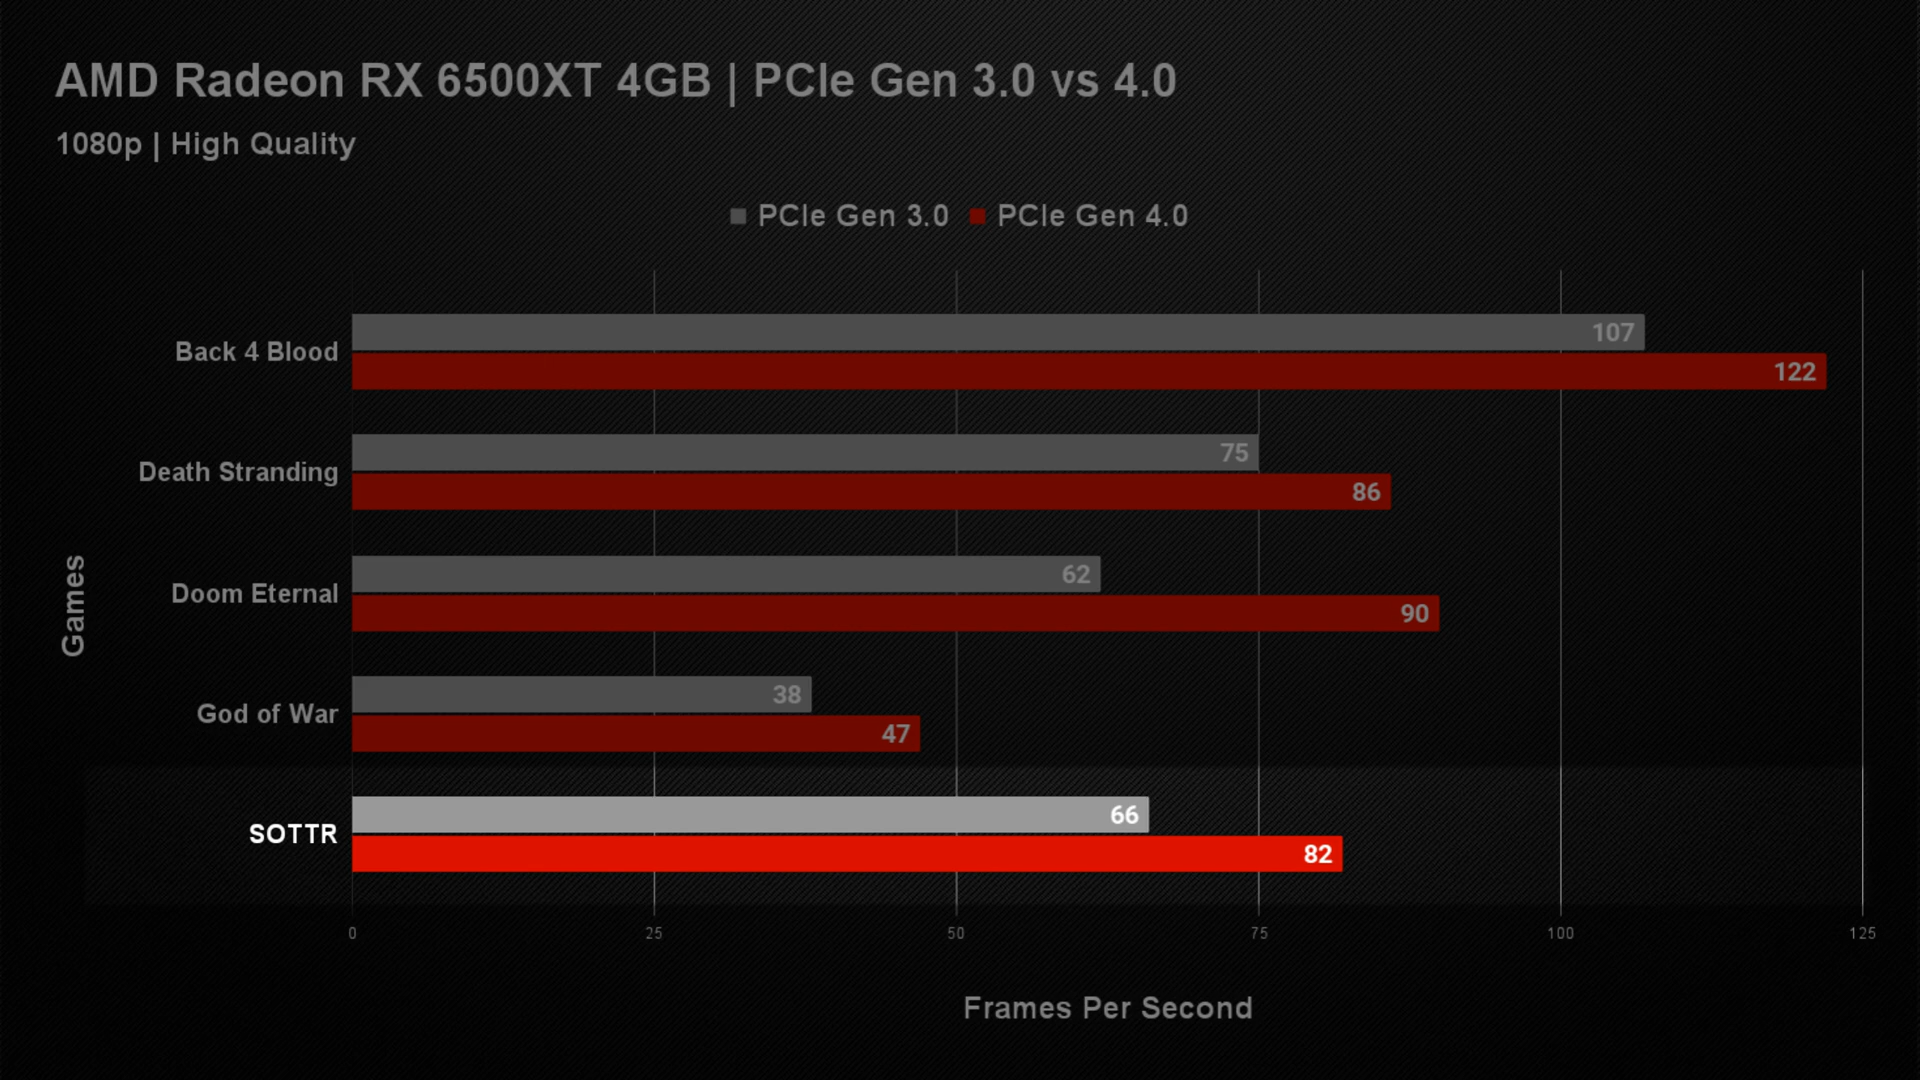 AMD Radeon RX 6500XT 4GB | PCIe Gen 3.0 vs 4.0
1080p | High Quality
PCIe Gen 3.0 PCIe Gen 4.0
Games
Back 4 Blood 107
122
Death Stranding 75
86
Doom Eternal 62
90
God of War 38
47
SOTTR 66
82
0 25 50 75 100 125
Frames Per Second